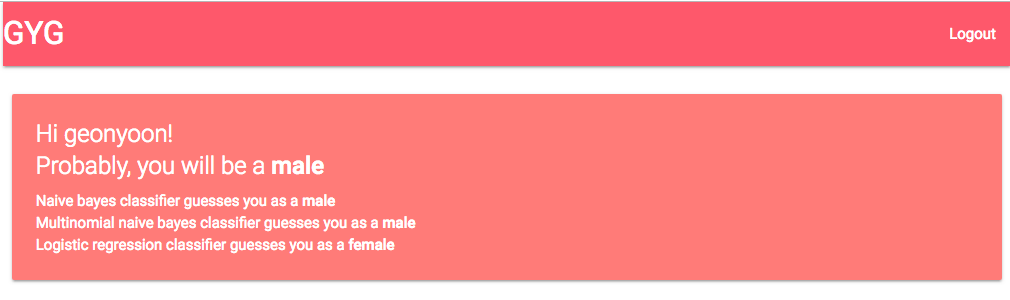 GYG
Logout
Hi geonyoon!
Probably, you will be a male
Naive bayes classifier guesses you as a male
Multinomial naive bayes classifier guesses you as a male
Logistic regression classifier guesses you as a female